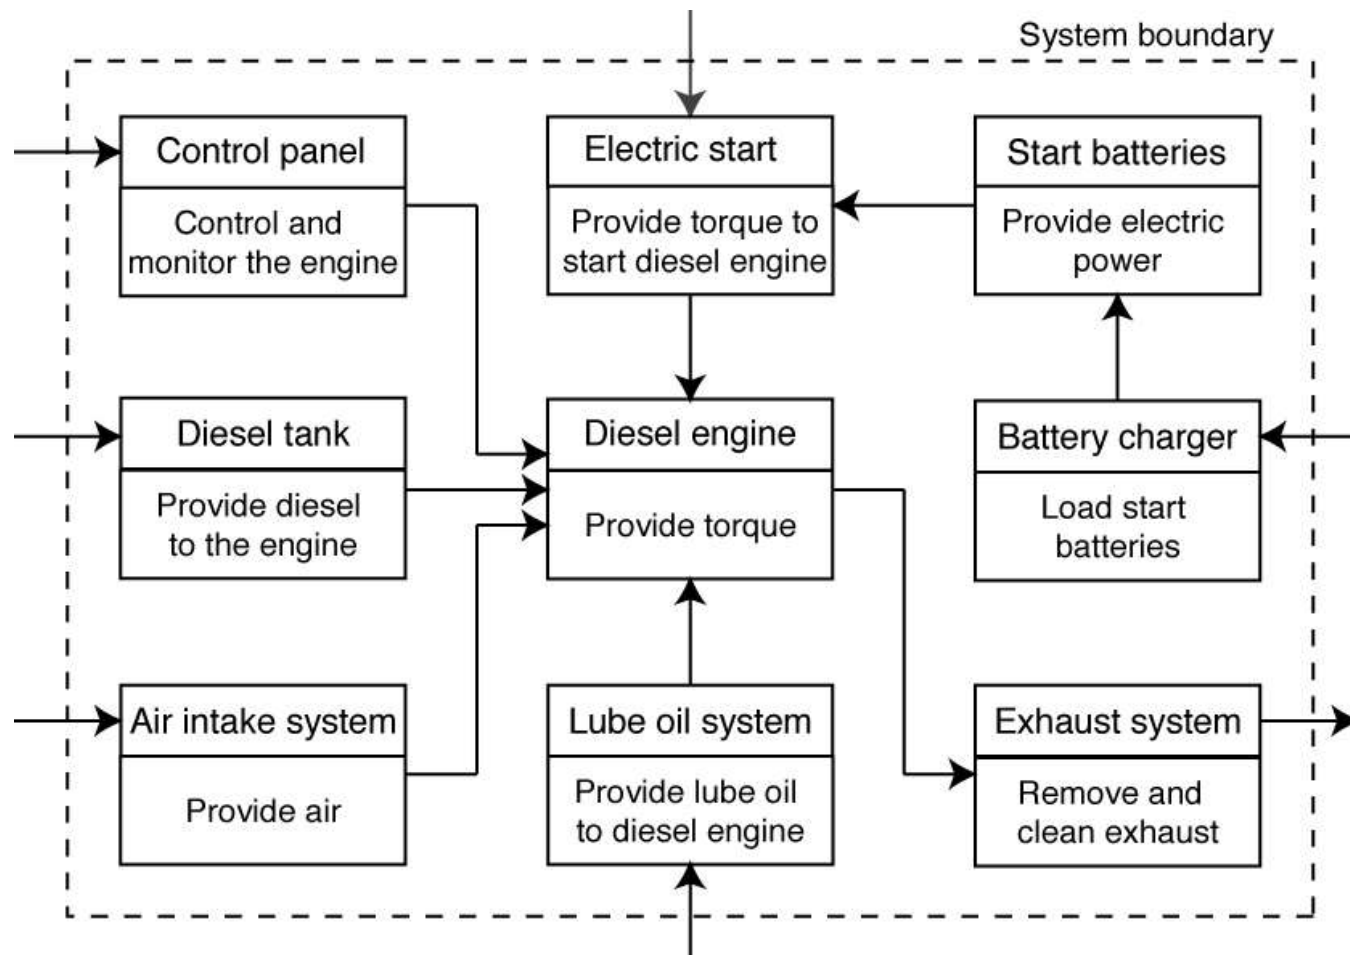 System boundary
Control panel
Control and
monitor the engine
Electric start
Provide torque to
start diesel engine
Start batteries
Provide electric
power
Diesel tank
Provide diesel
to the engine
Diesel engine
Provide torque
Battery charger
Load start
batteries
Air intake system
Provide air
Lube oil system
Provide lube oil
to diesel engine
Exhaust system
Remove and
clean exhaust